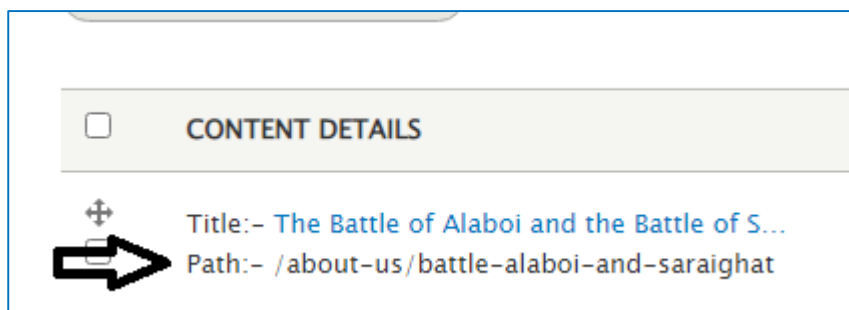 CONTENT DETAILS
Title:- The Battle of Alaboi and the Battle of S...
Path:- /about-us/battle-alaboi-and-saraighat